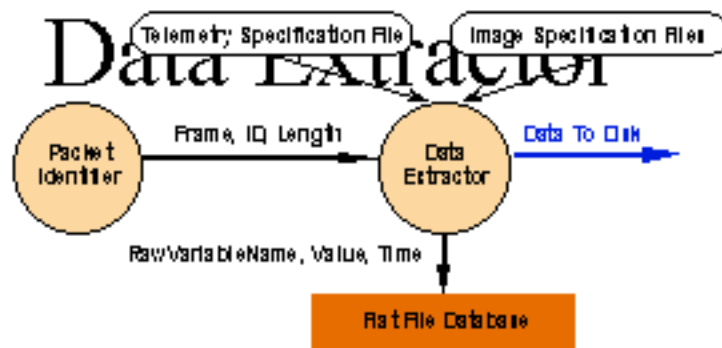 Data Extractor
Telemetry Specification File
Image Specification Files
Packet
Identifier
Frame, ID, Length
Data
Extractor
Data To Disk
RawVariableName, Value, Time
Flat File Database